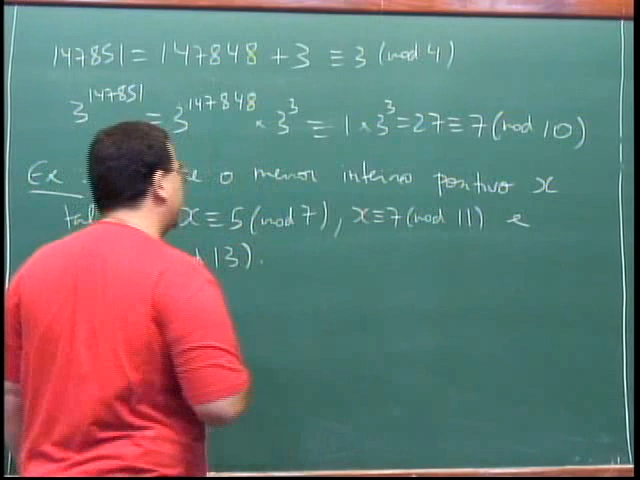 147851 = 147848 + 3 ≡ 3 (mod 4)
3^147851 = 3^147848 × 3^3 ≡ 1 × 3^3 = 27 ≡ 7 (mod 10)
Ex o menor inteiro positivo x
x ≡ 5 (mod 7), x ≡ 7 (mod 11) e
13).